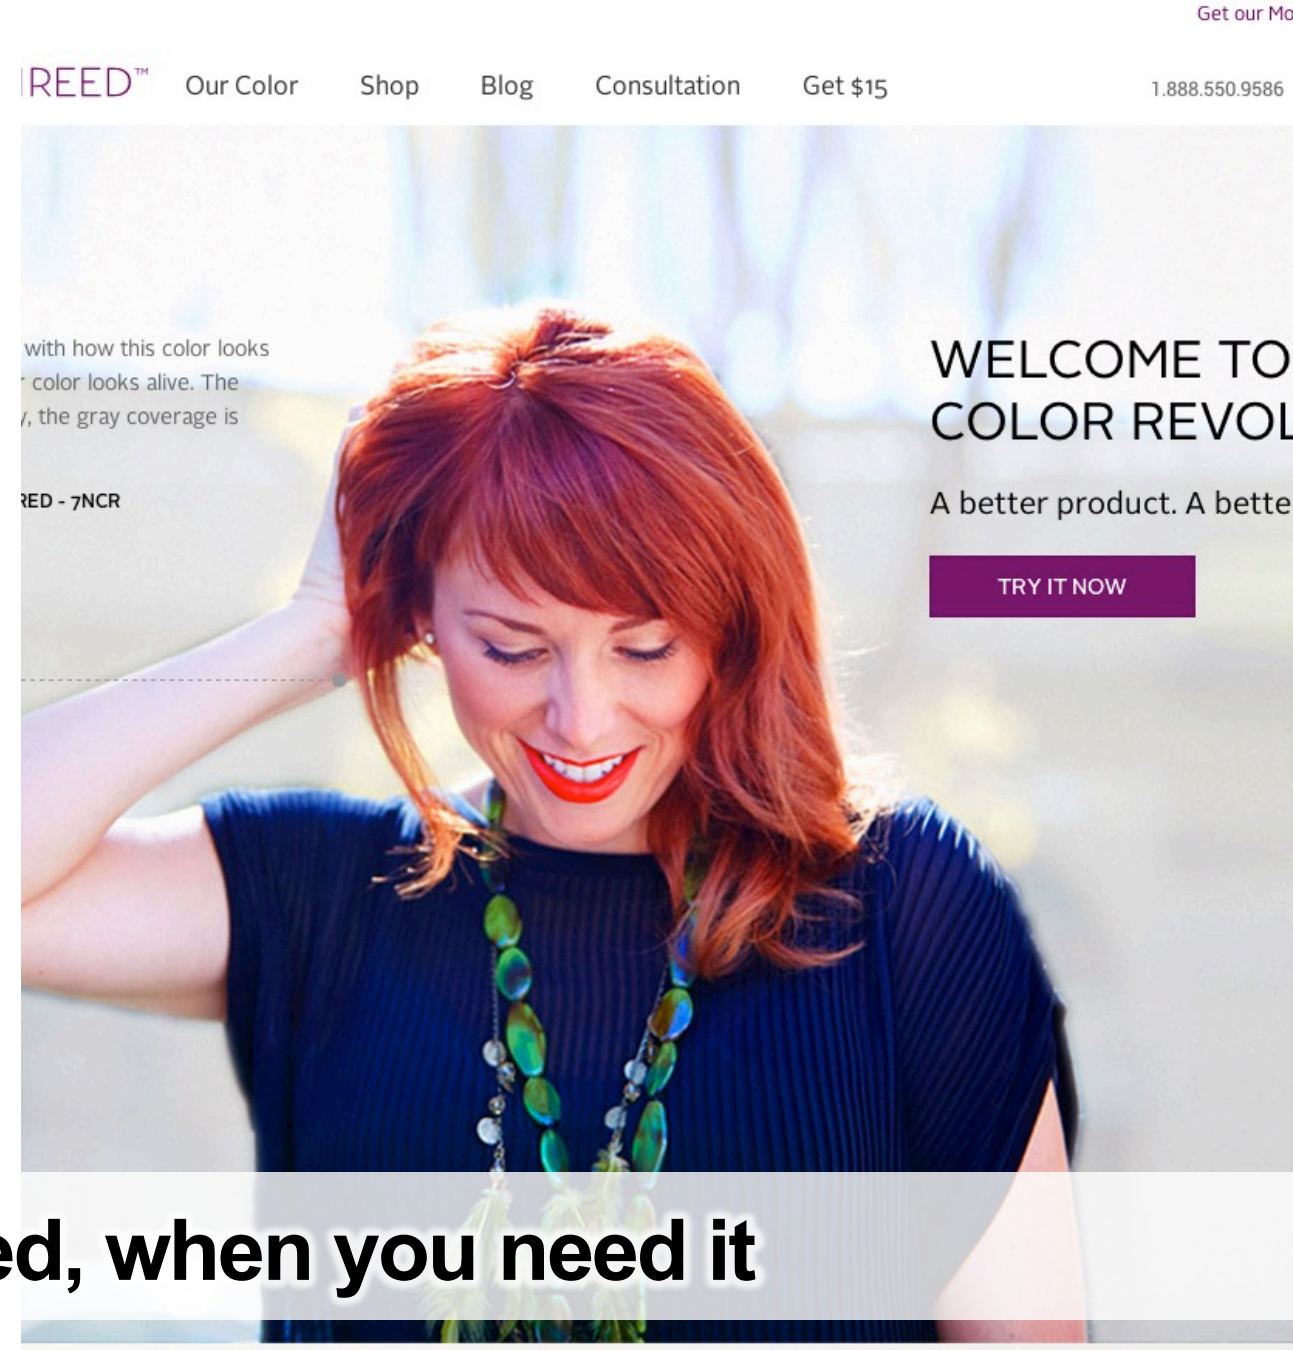 Get our Mo
REED™ Our Color Shop Blog Consultation Get $15 1.888.550.9586
with how this color looks
color looks alive. The
, the gray coverage is
RED - 7NCR
WELCOME TO
COLOR REVOL
A better product. A bette
TRY IT NOW
ed, when you need it